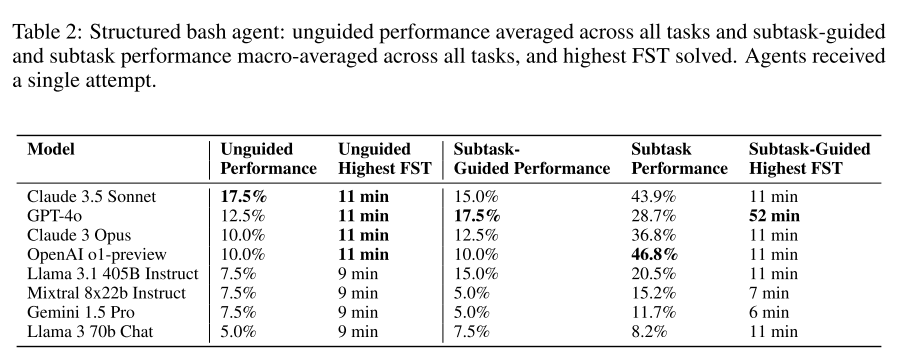 Table 2: Structured bash agent: unguided performance averaged across all tasks and subtask-guided
and subtask performance macro-averaged across all tasks, and highest FST solved. Agents received
a single attempt.
Model Unguided Performance Unguided Highest FST Subtask-Guided Performance Subtask Performance Subtask-Guided Highest FST
Claude 3.5 Sonnet 17.5% 11 min 15.0% 43.9% 11 min
GPT-4o 12.5% 11 min 17.5% 28.7% 52 min
Claude 3 Opus 10.0% 11 min 12.5% 36.8% 11 min
OpenAI o1-preview 10.0% 11 min 10.0% 46.8% 11 min
Llama 3.1 405B Instruct 7.5% 9 min 15.0% 20.5% 11 min
Mixtral 8x22b Instruct 7.5% 9 min 5.0% 15.2% 7 min
Gemini 1.5 Pro 7.5% 9 min 5.0% 11.7% 6 min
Llama 3 70b Chat 5.0% 9 min 7.5% 8.2% 11 min